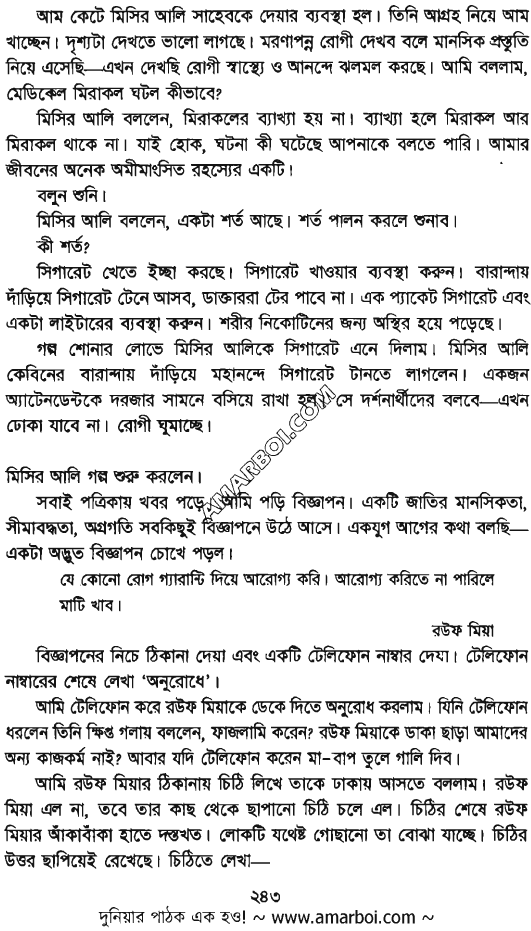 আম কেটে মিসির আলি সাহেবকে দেয়ার ব্যবস্থা হল। তিনি আগ্রহ নিয়ে আম
খাচ্ছেন। দৃশ্যটা দেখতে ভালো লাগছে। মরণাপন্ন রোগী দেখব বলে মানসিক প্রস্তুতি
নিয়ে এসেছি—এখন দেখছি রোগী স্বাস্থ্যে ও আনন্দে ঝলমল করছে। আমি বললাম,
মেডিকেল মিরাকল ঘটল কীভাবে?
মিসির আলি বললেন, মিরাকলের ব্যাখ্যা হয় না। ব্যাখ্যা হলে মিরাকল আর
মিরাকল থাকে না। যাই হোক, ঘটনা কী ঘটেছে আপনাকে বলতে পারি। আমার
জীবনের অনেক অমীমাংসিত রহস্যের একটি।
বলুন শুনি।
মিসির আলি বললেন, একটা শর্ত আছে। শর্ত পালন করলে শুনাব।
কী শর্ত?
সিগারেট খেতে ইচ্ছা করছে। সিগারেট খাওয়ার ব্যবস্থা করুন। বারান্দায়
দাঁড়িয়ে সিগারেট টেনে আসব, ডাক্তাররা টের পাবে না। এক প্যাকেট সিগারেট এবং
একটা লাইটারের ব্যবস্থা করুন। শরীর নিকোটিনের জন্য অস্থির হয়ে পড়েছে।
গল্প শোনার লোভে মিসির আলিকে সিগারেট এনে দিলাম। মিসির আলি
কেবিনের বারান্দায় দাঁড়িয়ে মহানন্দে সিগারেট টানতে লাগলেন। একজন
অ্যাটেনডেন্টকে দরজার সামনে বসিয়ে রাখা হল। সে দর্শনার্থীদের বলবে—এখন
ঢোকা যাবে না। রোগী ঘুমাচ্ছে।
মিসির আলি গল্প শুরু করলেন।
সবাই পত্রিকায় খবর পড়ে, আমি পড়ি বিজ্ঞাপন। একটি জাতির মানসিকতা,
সীমাবদ্ধতা, অগ্রগতি সবকিছুই বিজ্ঞাপনে উঠে আসে। একযুগ আগের কথা বলছি—
একটা অদ্ভুত বিজ্ঞাপন চোখে পড়ল।
যে কোনো রোগ গ্যারান্টি দিয়ে আরোগ্য করি। আরোগ্য করিতে না পারিলে
মাটি খাব।
রউফ মিয়া
বিজ্ঞাপনের নিচে ঠিকানা দেয়া এবং একটি টেলিফোন নাম্বার দেয়া। টেলিফোন
নাম্বারের শেষে লেখা ‘অনুরোধে’।
আমি টেলিফোন করে রউফ মিয়াকে ডেকে দিতে অনুরোধ করলাম। যিনি টেলিফোন
ধরলেন তিনি ক্ষিপ্ত গলায় বললেন, ফাজলামি করেন? রউফ মিয়াকে ডাকা ছাড়া আমাদের
অন্য কাজকর্ম নাই? আবার যদি টেলিফোন করেন মা-বাপ তুলে গালি দিব।
আমি রউফ মিয়ার ঠিকানায় চিঠি লিখে তাকে ঢাকায় আসতে বললাম। রউফ
মিয়া এল না, তবে তার কাছ থেকে ছাপানো চিঠি চলে এল। চিঠির শেষে রউফ
মিয়ার আঁকাবাঁকা হাতে দস্তখত। লোকটি যথেষ্ট গোছানো তা বোঝা যাচ্ছে। চিঠির
উত্তর ছাপিয়েই রেখেছে। চিঠিতে লেখা—
২৪৩
দুনিয়ার পাঠক এক হও! ~ www.amarboi.com ~
AMARBOI.COM